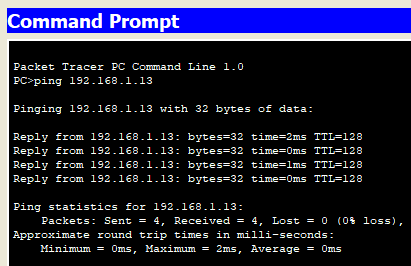 Command Prompt
Packet Tracer PC Command Line 1.0
PC>ping 192.168.1.13
Pinging 192.168.1.13 with 32 bytes of data:
Reply from 192.168.1.13: bytes=32 time=2ms TTL=128
Reply from 192.168.1.13: bytes=32 time=0ms TTL=128
Reply from 192.168.1.13: bytes=32 time=1ms TTL=128
Reply from 192.168.1.13: bytes=32 time=0ms TTL=128
Ping statistics for 192.168.1.13:
Packets: Sent = 4, Received = 4, Lost = 0 (0% loss),
Approximate round trip times in milli-seconds:
Minimum = 0ms, Maximum = 2ms, Average = 0ms